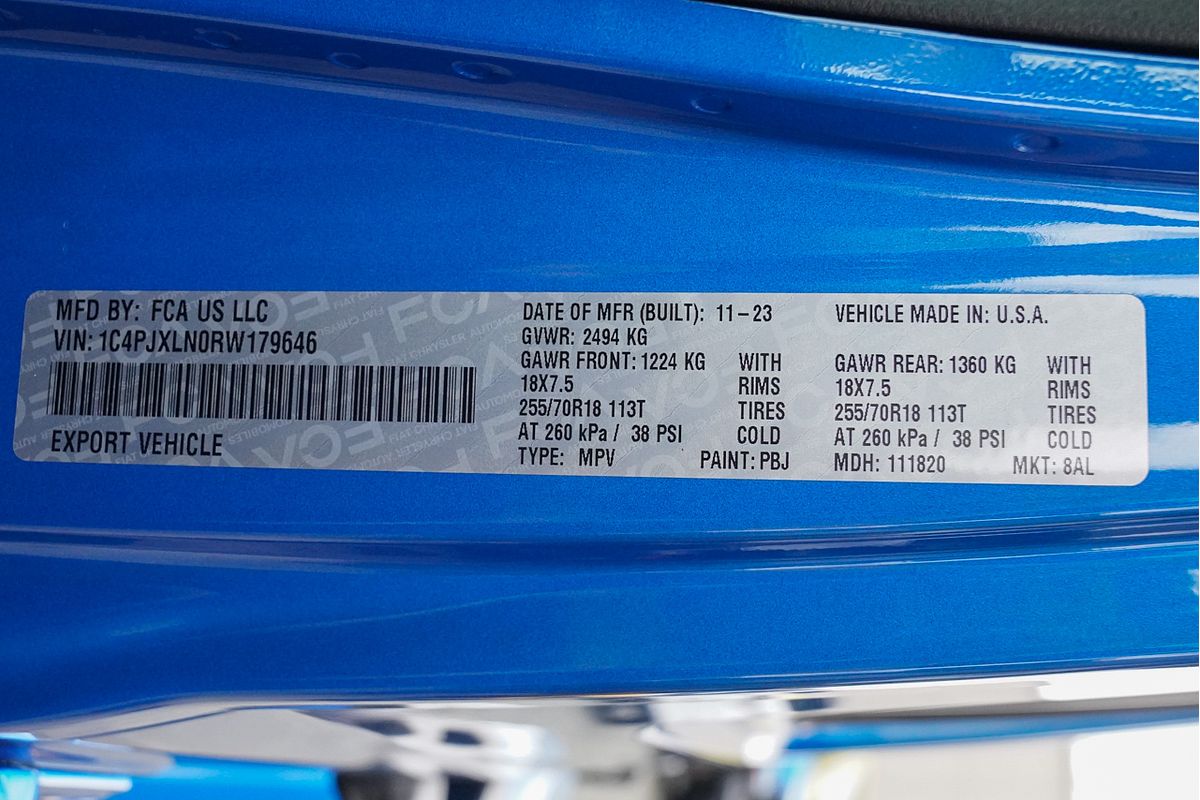 MFD BY: FCA US LLC
VIN: 1C4PJXLN0RW179646
EXPORT VEHICLE
DATE OF MFR (BUILT): 11-23
GVWR: 2494 KG
GAWR FRONT: 1224 KG WITH
18X7.5 RIMS
255/70R18 113T TIRES
AT 260 kPa / 38 PSI COLD
TYPE: MPV PAINT: PBJ
VEHICLE MADE IN: U.S.A.
GAWR REAR: 1360 KG WITH
18X7.5 RIMS
255/70R18 113T TIRES
AT 260 kPa / 38 PSI COLD
MDH: 111820 MKT: 8AL